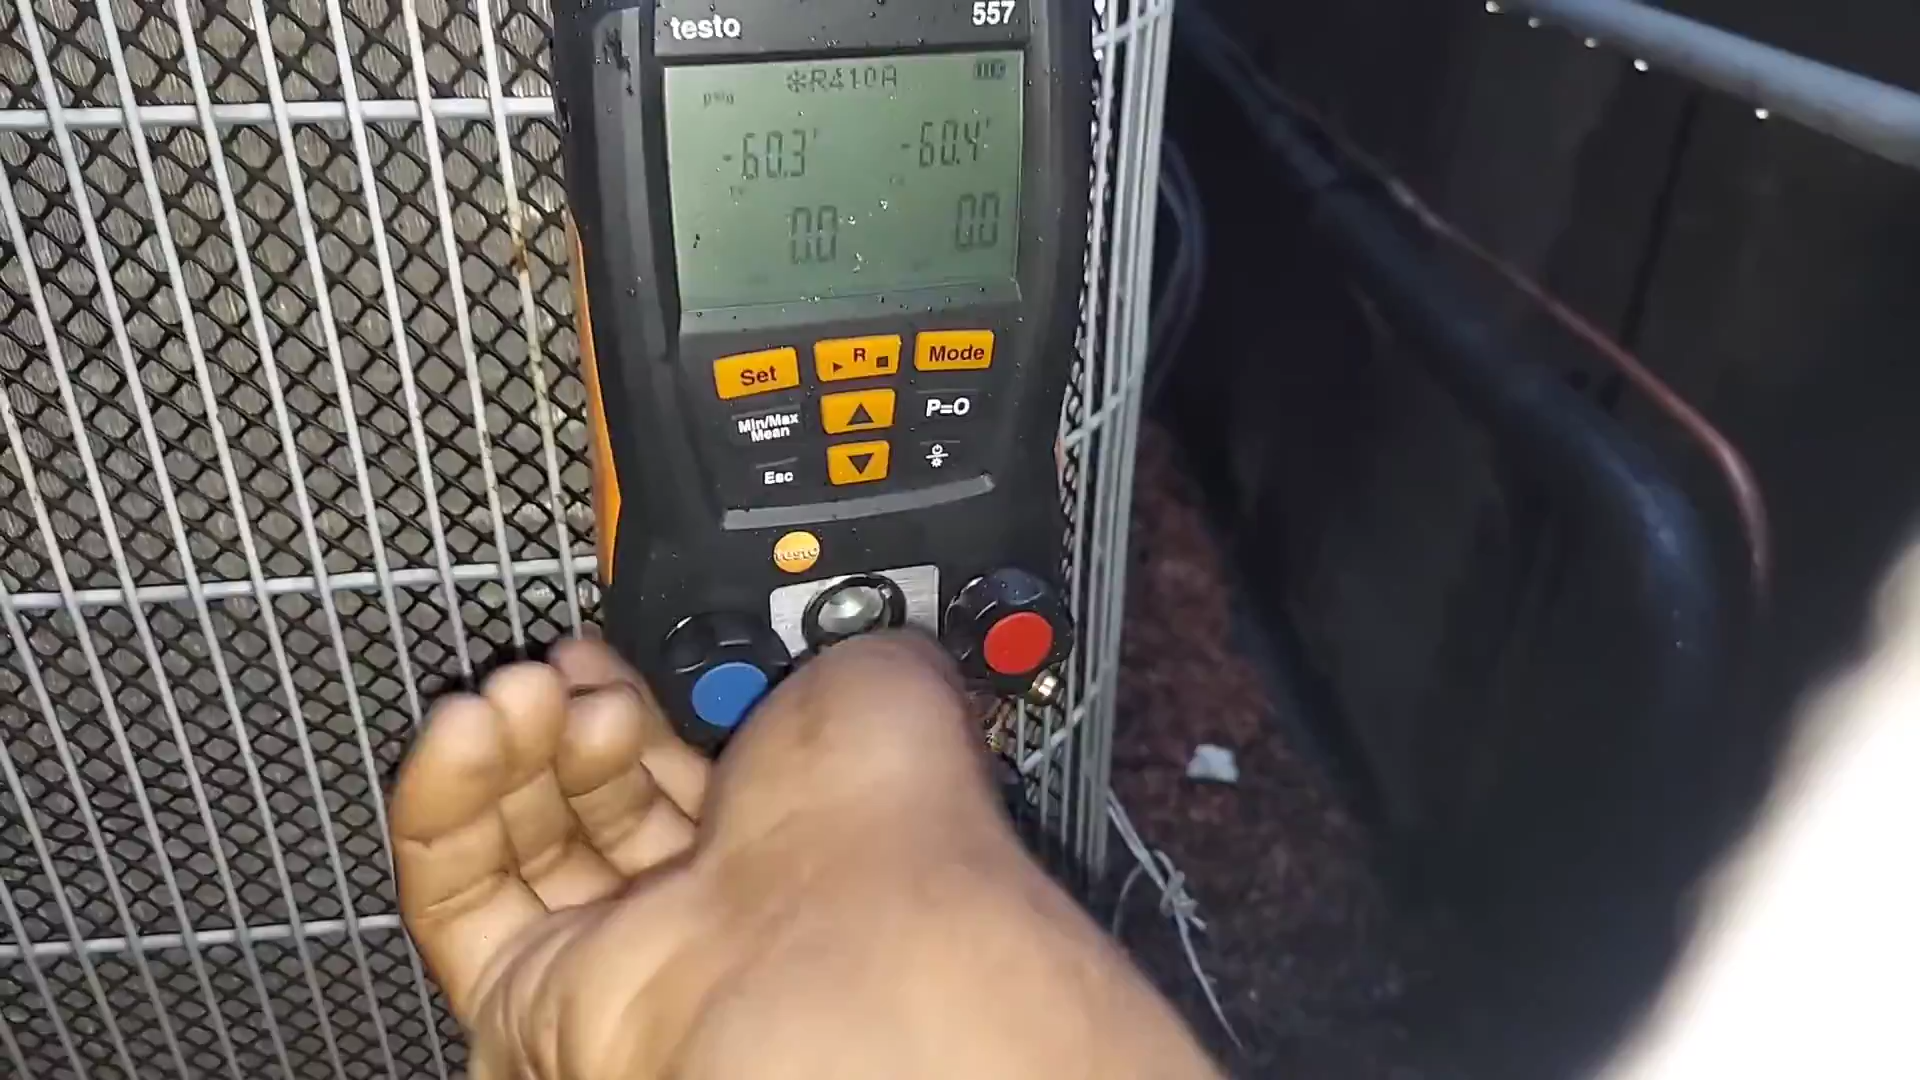 testo 557
*R410A
psig
-60.3 -60.4
0.0 0.0
Set R Mode
Min/Max
Mean
P=O
Esc
testo